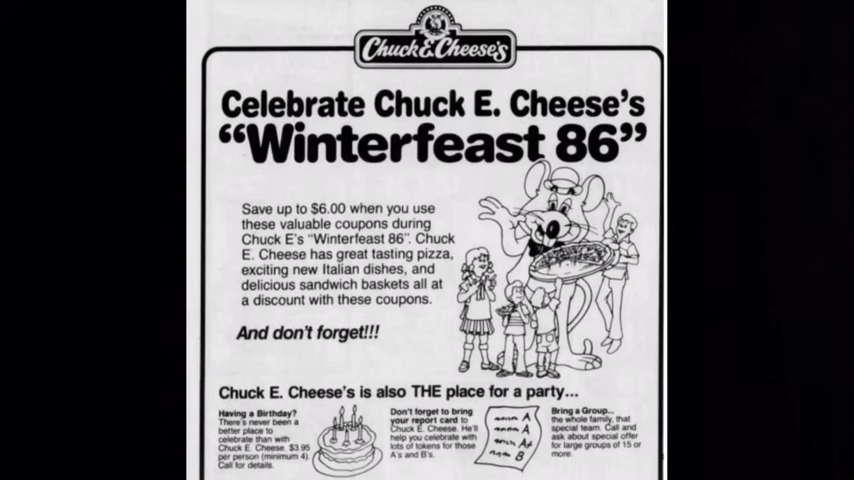 Chuck E. Cheese's
Celebrate Chuck E. Cheese's
"Winterfeast 86"
Save up to $6.00 when you use
these valuable coupons during
Chuck E's "Winterfeast 86". Chuck
E. Cheese has great tasting pizza,
exciting new Italian dishes, and
delicious sandwich baskets all at
a discount with these coupons.
And don't forget!!!
Chuck E. Cheese's is also THE place for a party...
Having a Birthday?
There's never been a
better place to
celebrate than with
Chuck E. Cheese. $3.95
per person (minimum 4).
Call for details.
Don't forget to bring
your report card to
Chuck E. Cheese. He'll
help you celebrate with
lots of tokens for those
A's and B's.
A
A
A+
B
Bring a Group...
the whole family, that
special team. Call and
ask about special offer
for large groups of 15 or
more.